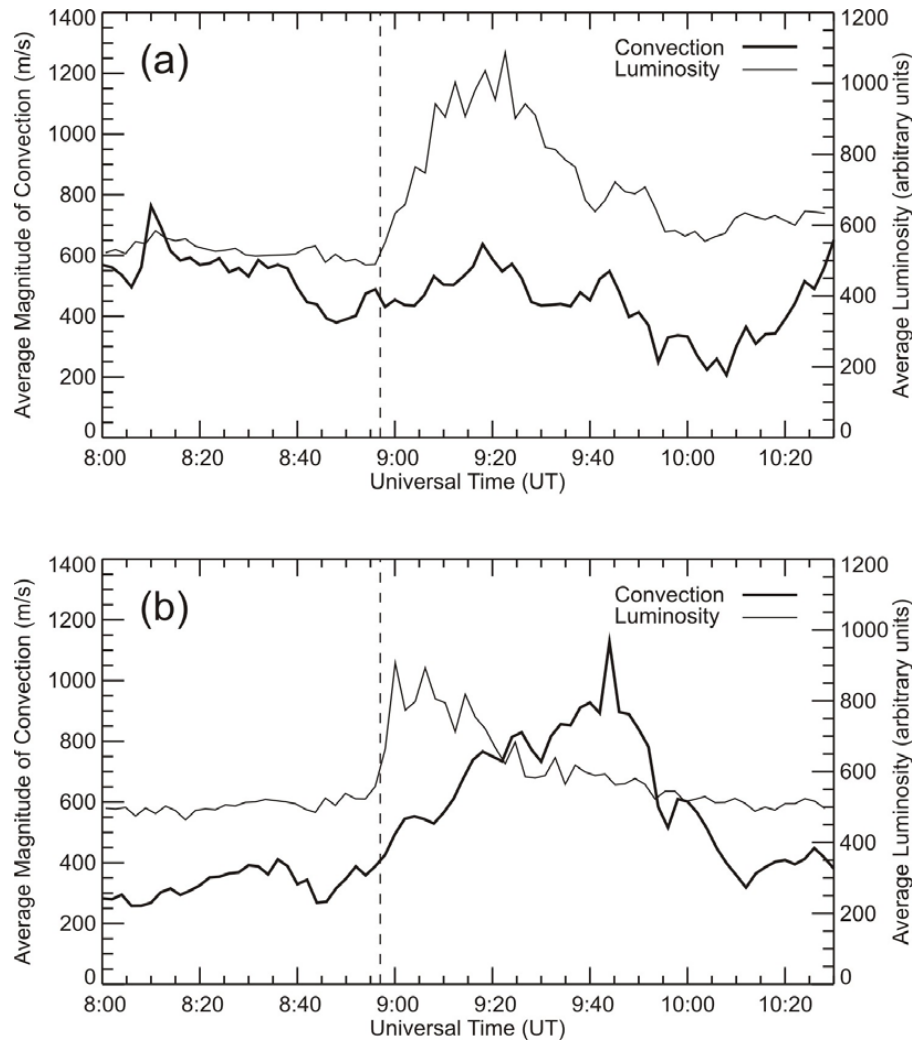 (a)
Convection
Luminosity
Average Magnitude of Convection (m/s)
1400
1200
1000
800
600
400
200
0
Average Luminosity (arbitrary units)
1200
1000
800
600
400
200
0
8:00 8:20 8:40 9:00 9:20 9:40 10:00 10:20
Universal Time (UT)
(b)
Convection
Luminosity
Average Magnitude of Convection (m/s)
1400
1200
1000
800
600
400
200
0
Average Luminosity (arbitrary units)
1200
1000
800
600
400
200
0
8:00 8:20 8:40 9:00 9:20 9:40 10:00 10:20
Universal Time (UT)